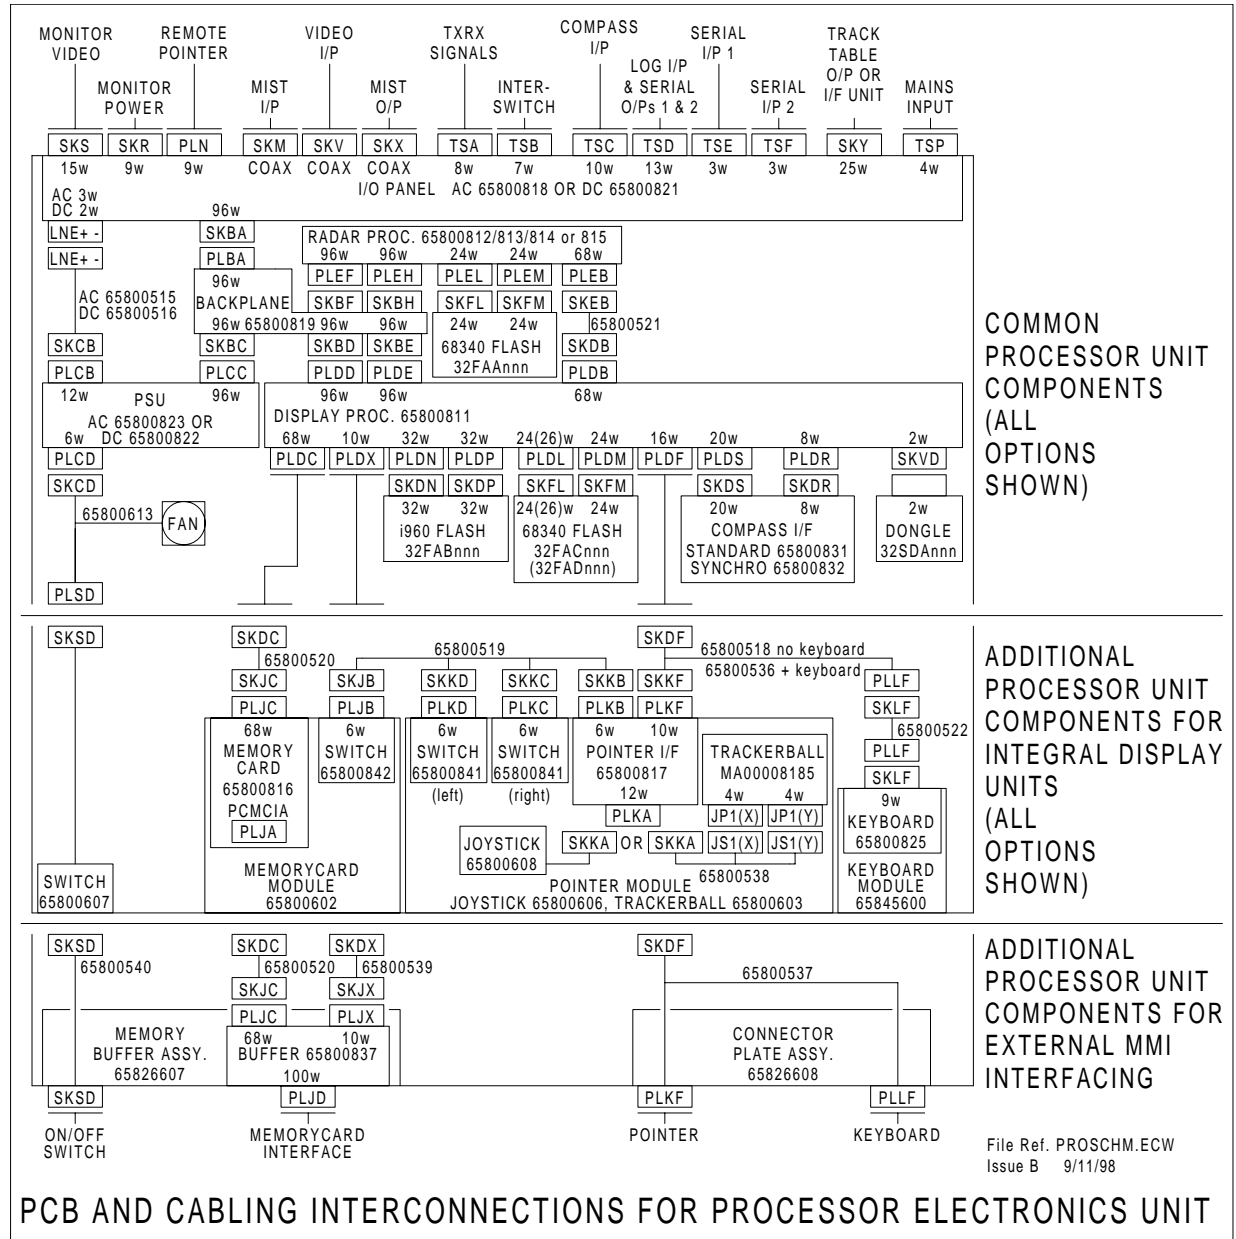 MONITOR VIDEO
REMOTE POINTER
VIDEO I/P
TXRX SIGNALS
COMPASS I/P
SERIAL I/P 1
TRACK TABLE O/P OR I/F UNIT
MONITOR POWER
MIST I/P
MIST O/P
INTER-SWITCH
LOG I/P & SERIAL O/Ps 1 & 2
SERIAL I/P 2
MAINS INPUT
SKS SKR PLN SKM SKV SKX TSA TSB TSC TSD TSE TSF SKY TSP
15w 9w 9w COAX COAX COAX 8w 7w 10w 13w 3w 3w 25w 4w
I/O PANEL AC 65800818 OR DC 65800821
AC 3w
DC 2w
96w
LNE+ - SKBA
RADAR PROC. 65800812/813/814 or 815
96w 96w 24w 24w 68w
LNE+ - PLBA
PLEF PLEH PLEL PLEM PLEB
96w
BACKPLANE
AC 65800515
DC 65800516
SKBF SKBH SKFL SKFM SKEB
96w 65800819 96w 96w
24w 24w
65800521
SKCB SKBC SKBD SKBE
68340 FLASH
32FAAnnn
SKDB
PLCB PLCC PLDD PLDE PLDB
12w PSU 96w
AC 65800823 OR
DC 65800822
6w
96w 96w 68w
DISPLAY PROC. 65800811
68w 10w 32w 32w 24(26)w 24w 16w 20w 8w 2w
PLCD PLDC PLDX PLDN PLDP PLDL PLDM PLDF PLDS PLDR SKVD
SKCD SKDN SKDP SKFL SKFM SKDS SKDR
65800613
FAN
32w 32w
i960 FLASH
32FABnnn
24(26)w 24w
68340 FLASH
32FACnnn
(32FADnnn)
20w 8w
COMPASS I/F
STANDARD 65800831
SYNCHRO 65800832
2w
DONGLE
32SDAnnn
PLSD
COMMON
PROCESSOR UNIT
COMPONENTS
(ALL
OPTIONS
SHOWN)
SKSD SKDC SKDF
65800520
65800519
65800518 no keyboard
65800536 + keyboard
SKJC SKJB SKKD SKKC SKKB SKKF PLLF
PLJC PLJB PLKD PLKC PLKB PLKF SKLF
65800522
PLLF
SKLF
68w
MEMORY
CARD
65800816
PCMCIA
PLJA
6w
SWITCH
65800842
6w
SWITCH
65800841
(left)
6w
SWITCH
65800841
(right)
6w 10w
POINTER I/F
65800817
12w
PLKA
TRACKERBALL
MA00008185
4w 4w
JP1(X) JP1(Y)
9w
KEYBOARD
65800825
JOYSTICK
65800608
SKKA OR SKKA JS1(X) JS1(Y)
65800538
SWITCH
65800607
MEMORYCARD
MODULE
65800602
POINTER MODULE
JOYSTICK 65800606, TRACKERBALL 65800603
KEYBOARD
MODULE
65845600
ADDITIONAL
PROCESSOR UNIT
COMPONENTS FOR
INTEGRAL DISPLAY
UNITS
(ALL
OPTIONS
SHOWN)
SKSD SKDC SKDX SKDF
65800540 65800520 65800539 65800537
SKJC SKJX
PLJC PLJX
MEMORY
BUFFER ASSY.
65826607
68w 10w
BUFFER 65800837
100w
CONNECTOR
PLATE ASSY.
65826608
SKSD PLJD PLKF PLLF
ON/OFF
SWITCH
MEMORYCARD
INTERFACE
POINTER
KEYBOARD
ADDITIONAL
PROCESSOR UNIT
COMPONENTS FOR
EXTERNAL MMI
INTERFACING
File Ref. PROSCHM.ECW
Issue B 9/11/98
PCB AND CABLING INTERCONNECTIONS FOR PROCESSOR ELECTRONICS UNIT